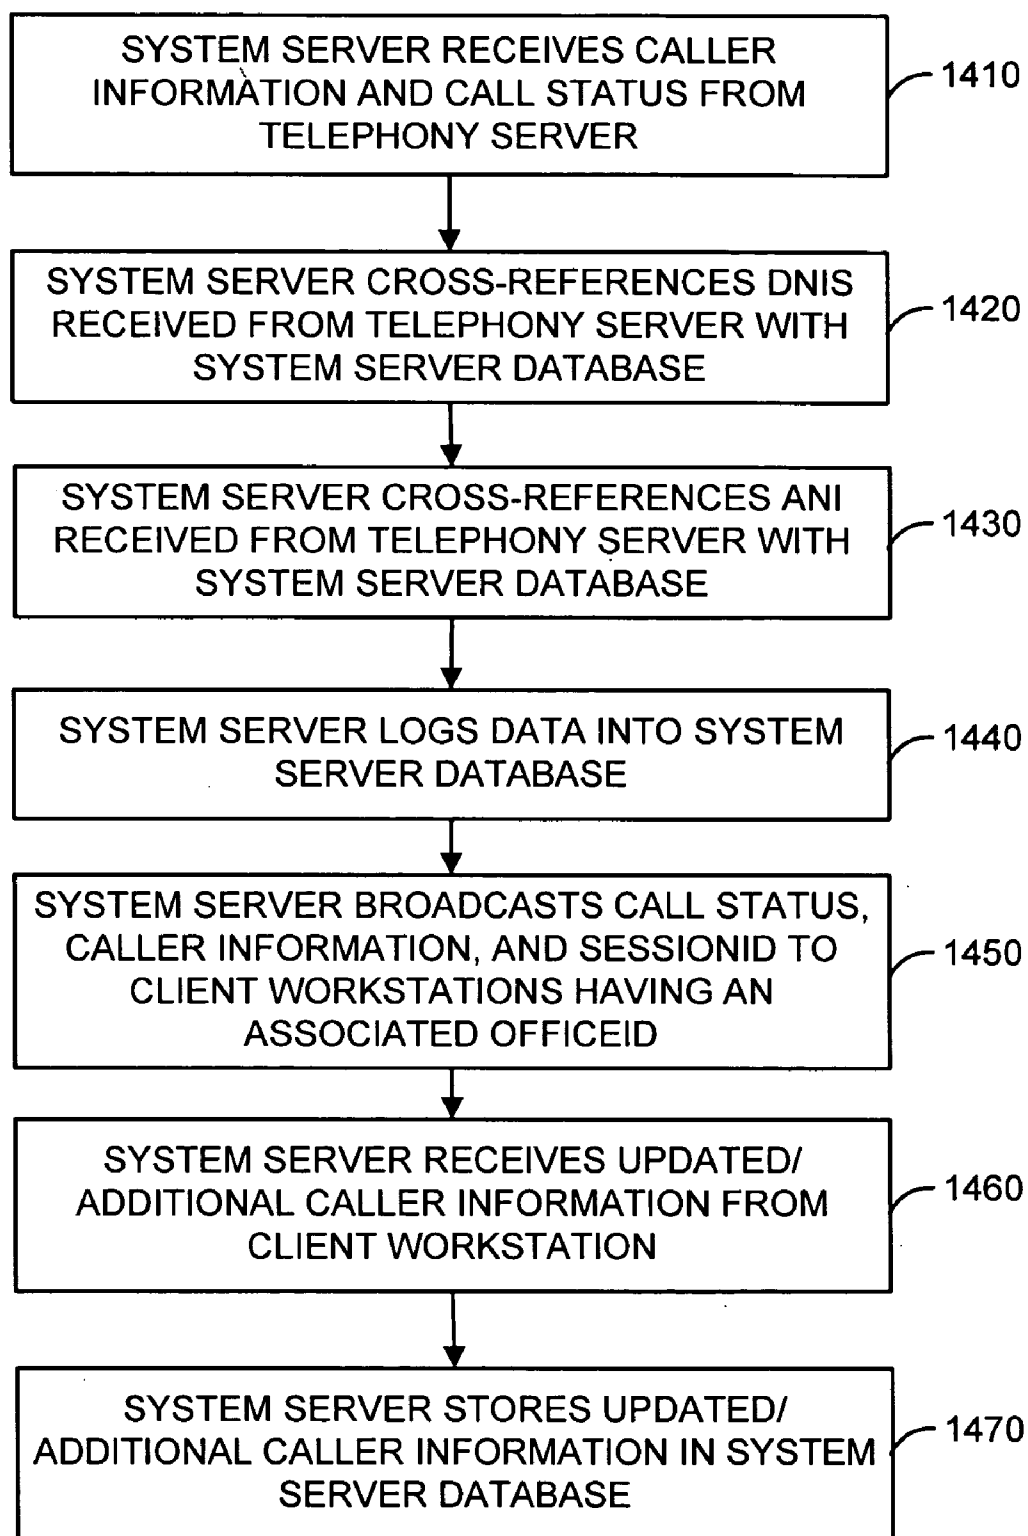 SYSTEM SERVER RECEIVES CALLER
INFORMATION AND CALL STATUS FROM
TELEPHONY SERVER
1410
SYSTEM SERVER CROSS-REFERENCES DNIS
RECEIVED FROM TELEPHONY SERVER WITH
SYSTEM SERVER DATABASE
1420
SYSTEM SERVER CROSS-REFERENCES ANI
RECEIVED FROM TELEPHONY SERVER WITH
SYSTEM SERVER DATABASE
1430
SYSTEM SERVER LOGS DATA INTO SYSTEM
SERVER DATABASE
1440
SYSTEM SERVER BROADCASTS CALL STATUS,
CALLER INFORMATION, AND SESSIONID TO
CLIENT WORKSTATIONS HAVING AN
ASSOCIATED OFFICEID
1450
SYSTEM SERVER RECEIVES UPDATED/
ADDITIONAL CALLER INFORMATION FROM
CLIENT WORKSTATION
1460
SYSTEM SERVER STORES UPDATED/
ADDITIONAL CALLER INFORMATION IN SYSTEM
SERVER DATABASE
1470